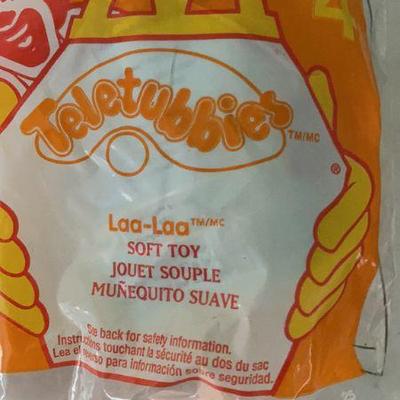 4
Teletubbies TM/MC
®
Laa-Laa TM/MC
SOFT TOY
JOUET SOUPLE
MUÑEQUITO SUAVE
See back for safety information.
Instructions touchant la sécurité au dos du sac
Lea el reverso para información sobre seguridad.